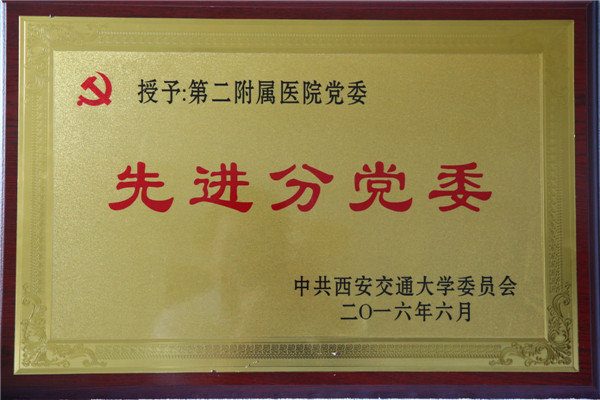 授予:第二附属医院党委
先进分党委
中共西安交通大学委员会
二〇一六年六月